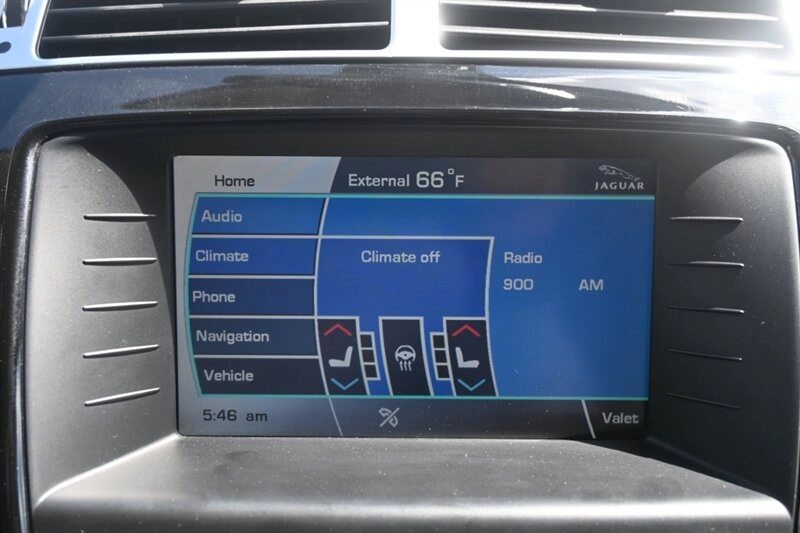 Home
External 66°F
JAGUAR
Audio
Climate
Phone
Navigation
Vehicle
Climate off
Radio
900 AM
5:46 am
Valet